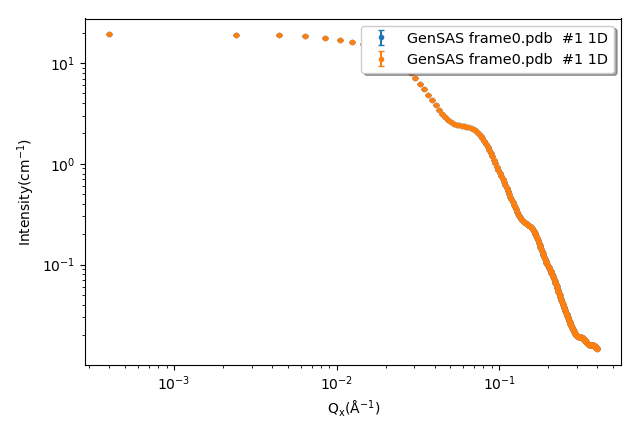 GenSAS frame0.pdb  #1 1D
GenSAS frame0.pdb  #1 1D
10¹
10⁰
10⁻¹
Intensity(cm⁻¹)
10⁻³
10⁻²
10⁻¹
Qₓ(Å⁻¹)